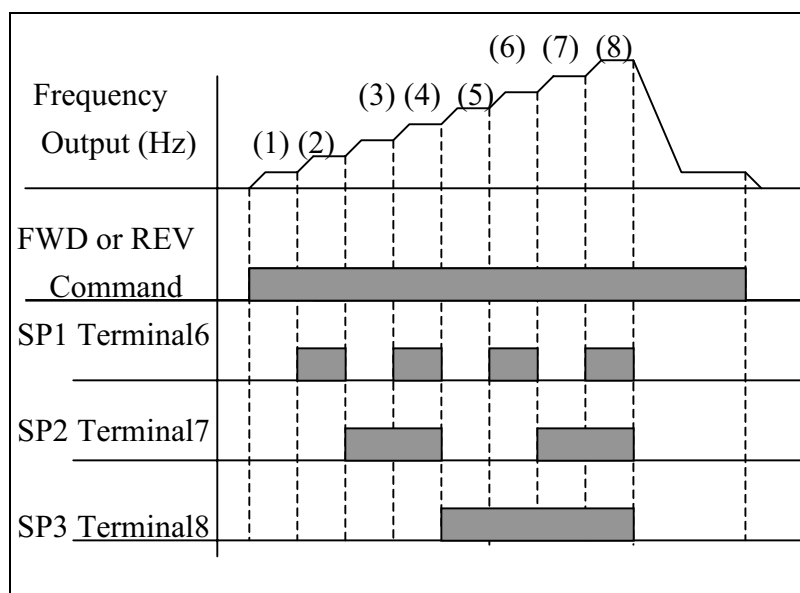 Frequency
Output (Hz)
(1) (2) (3) (4) (5) (6) (7) (8)
FWD or REV
Command
SP1 Terminal6
SP2 Terminal7
SP3 Terminal8